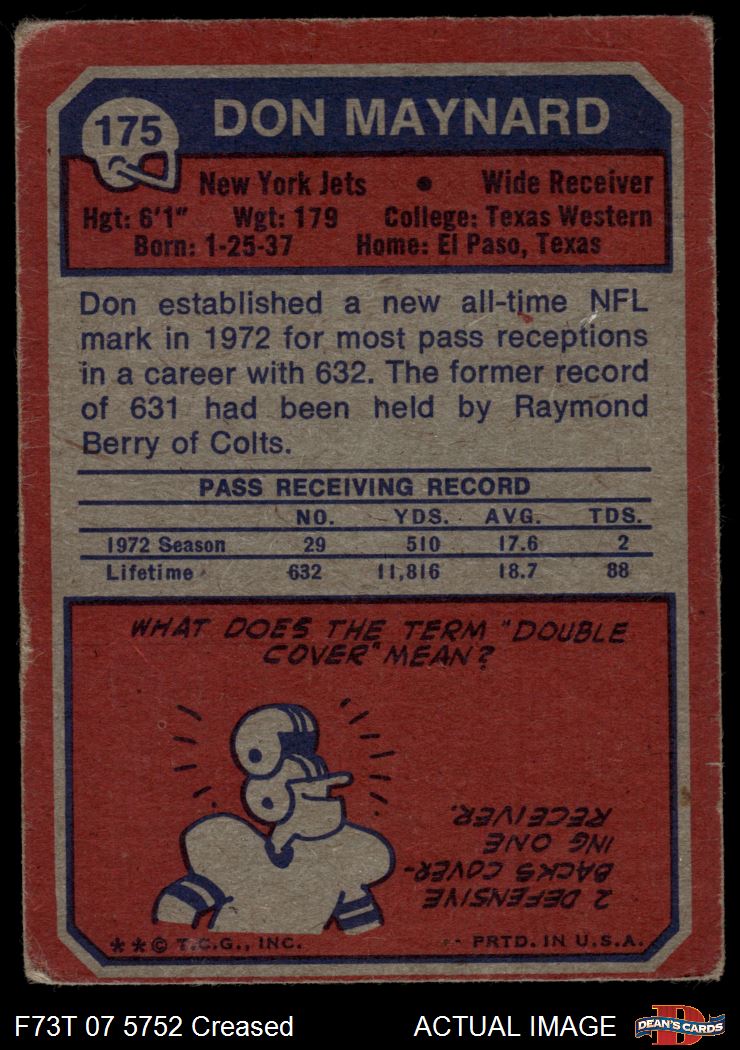 175
DON MAYNARD
New York Jets • Wide Receiver
Hgt: 6'1" Wgt: 179 College: Texas Western
Born: 1-25-37 Home: El Paso, Texas
Don established a new all-time NFL
mark in 1972 for most pass receptions
in a career with 632. The former record
of 631 had been held by Raymond
Berry of Colts.
PASS RECEIVING RECORD
NO. YDS. AVG. TDS.
1972 Season 29 510 17.6 2
Lifetime 632 11,816 18.7 88
WHAT DOES THE TERM "DOUBLE
COVER" MEAN?
2 DEFENSIVE
BACKS COVER-
ING ONE
RECEIVER.
**© T.C.G., INC. PRTD. IN U.S.A.
F73T 07 5752 Creased ACTUAL IMAGE
DEAN'S CARDS